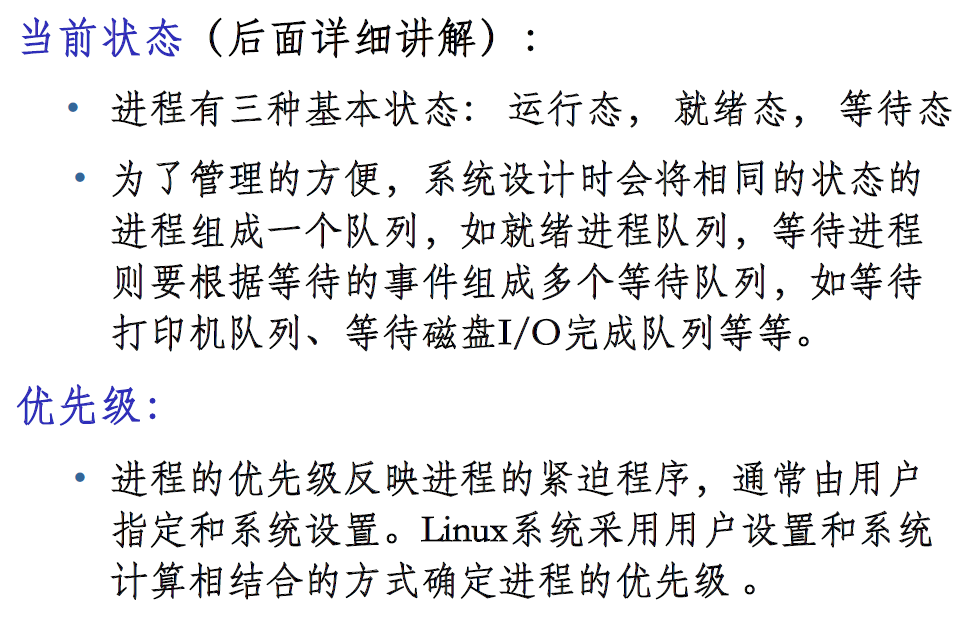 当前状态（后面详细讲解）：
• 进程有三种基本状态： 运行态， 就绪态， 等待态
• 为了管理的方便，系统设计时会将相同的状态的
进程组成一个队列，如就绪进程队列，等待进程
则要根据等待的事件组成多个等待队列，如等待
打印机队列、等待磁盘I/O完成队列等等。
优先级：
• 进程的优先级反映进程的紧迫程序，通常由用户
指定和系统设置。Linux系统采用用户设置和系统
计算相结合的方式确定进程的优先级 。